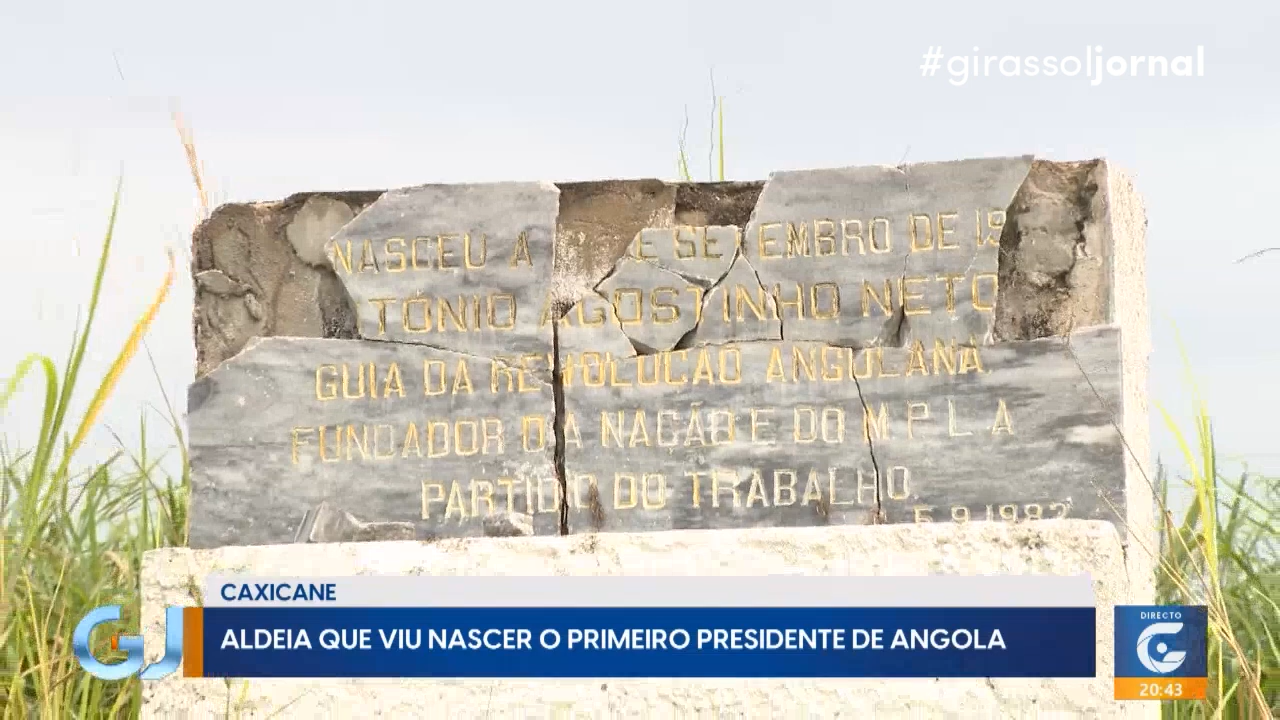 #girassoljornal
NASCEU A E SETEMBRO DE 19
TÓNIO AGOSTINHO NETO
GUIA DA REVOLUÇÃO ANGOLANA
FUNDADOR DA NAÇÃO E DO M P L A
PARTIDO DO TRABALHO.
5.9.1982
CAXICANE
GJ
ALDEIA QUE VIU NASCER O PRIMEIRO PRESIDENTE DE ANGOLA
DIRECTO
20:43